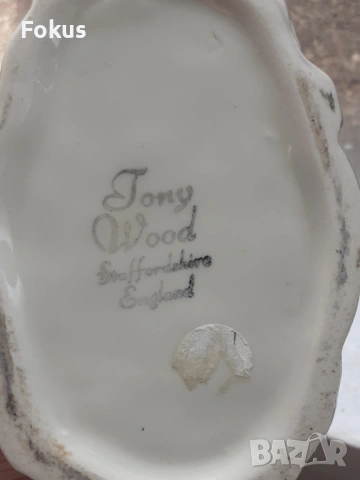 Fokus
Tony
Wood
Staffordshire
England
BAZAR